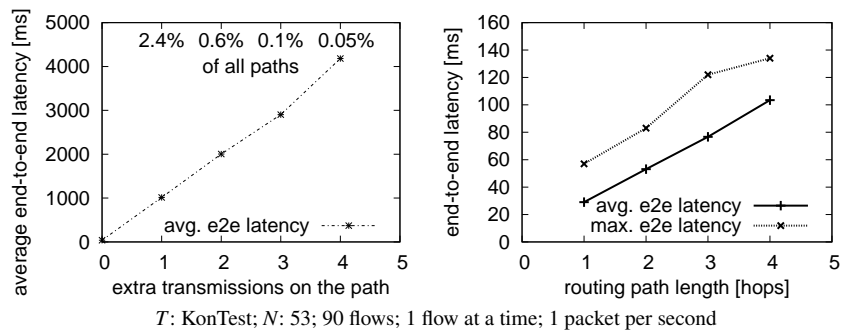 average end-to-end latency [ms]
5000
4000
3000
2000
1000
0
2.4% 0.6% 0.1% 0.05%
of all paths
avg. e2e latency
0 1 2 3 4 5
extra transmissions on the path
end-to-end latency [ms]
160
140
120
100
80
60
40
20
0
avg. e2e latency
max. e2e latency
0 1 2 3 4 5
routing path length [hops]
T: KonTest; N: 53; 90 flows; 1 flow at a time; 1 packet per second